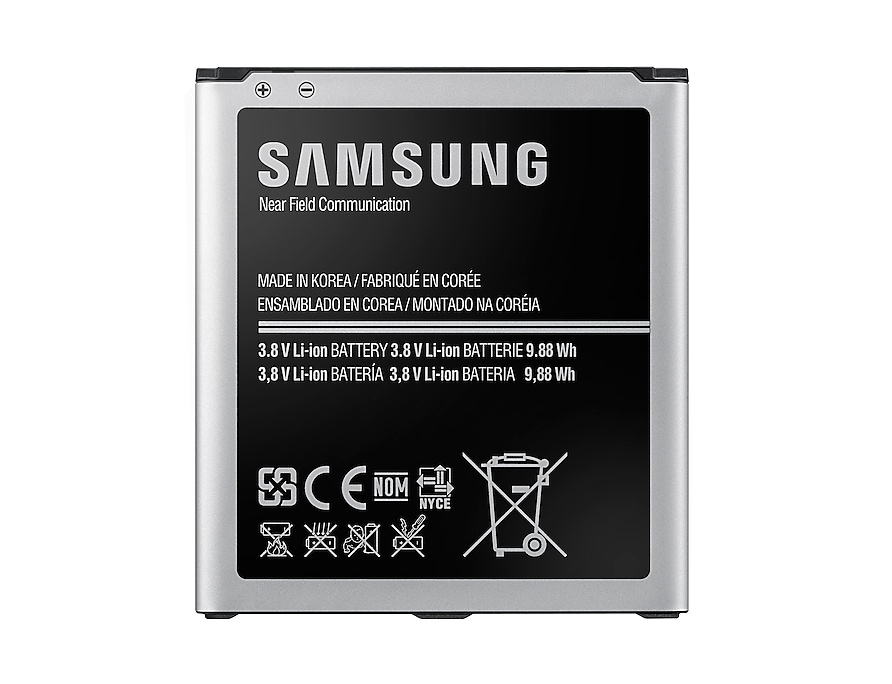 SAMSUNG
Near Field Communication
MADE IN KOREA / FABRIQUÉ EN CORÉE
ENSAMBLADO EN COREA / MONTADO NA CORÉIA
3.8 V Li-ion BATTERY 3.8 V Li-ion BATTERIE 9.88 Wh
3,8 V Li-ion BATERÍA 3,8 V Li-ion BATERIA 9,88 Wh
CE NOM NYCE